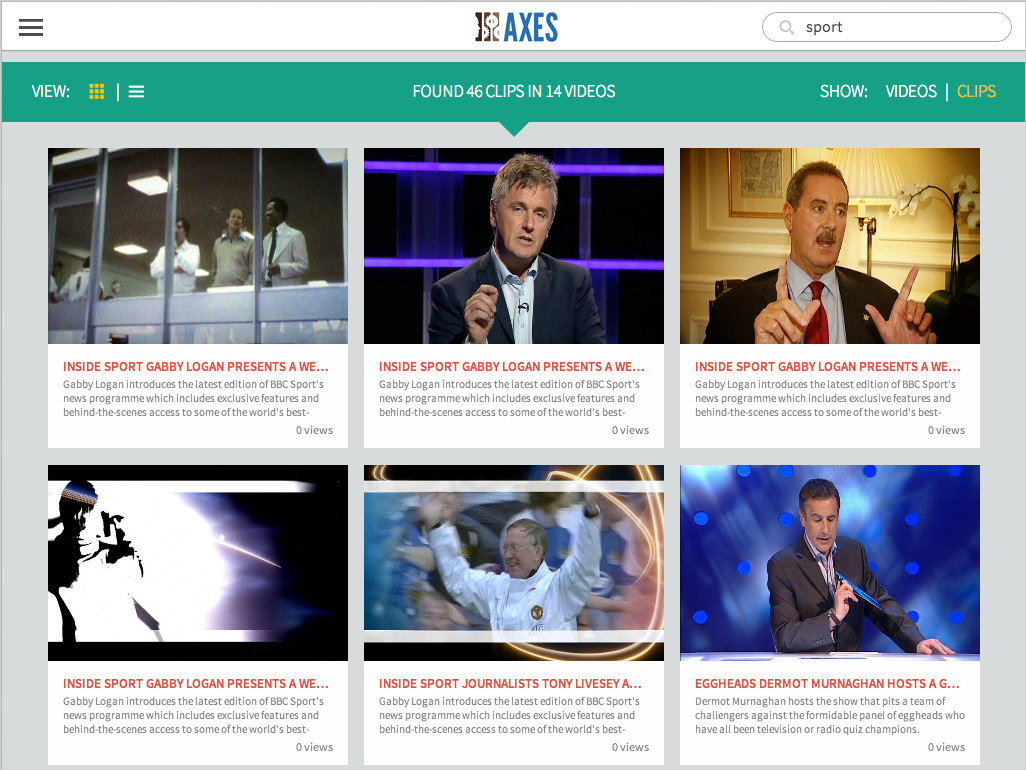 AXES
sport
VIEW: |
FOUND 46 CLIPS IN 14 VIDEOS
SHOW: VIDEOS | CLIPS
INSIDE SPORT GABBY LOGAN PRESENTS A WE...
Gabby Logan introduces the latest edition of BBC Sport's
news programme which includes exclusive features and
behind-the-scenes access to some of the world's best-
0 views
INSIDE SPORT GABBY LOGAN PRESENTS A WE...
Gabby Logan introduces the latest edition of BBC Sport's
news programme which includes exclusive features and
behind-the-scenes access to some of the world's best-
0 views
INSIDE SPORT GABBY LOGAN PRESENTS A WE...
Gabby Logan introduces the latest edition of BBC Sport's
news programme which includes exclusive features and
behind-the-scenes access to some of the world's best-
0 views
INSIDE SPORT GABBY LOGAN PRESENTS A WE...
Gabby Logan introduces the latest edition of BBC Sport's
news programme which includes exclusive features and
behind-the-scenes access to some of the world's best-
0 views
INSIDE SPORT JOURNALISTS TONY LIVESEY A...
Gabby Logan introduces the latest edition of BBC Sport's
news programme which includes exclusive features and
behind-the-scenes access to some of the world's best-
0 views
EGGHEADS DERMOT MURNAGHAN HOSTS A G...
Dermot Murnaghan hosts the show that pits a team of
challengers against the formidable panel of eggheads who
have all been television or radio quiz champions.
0 views